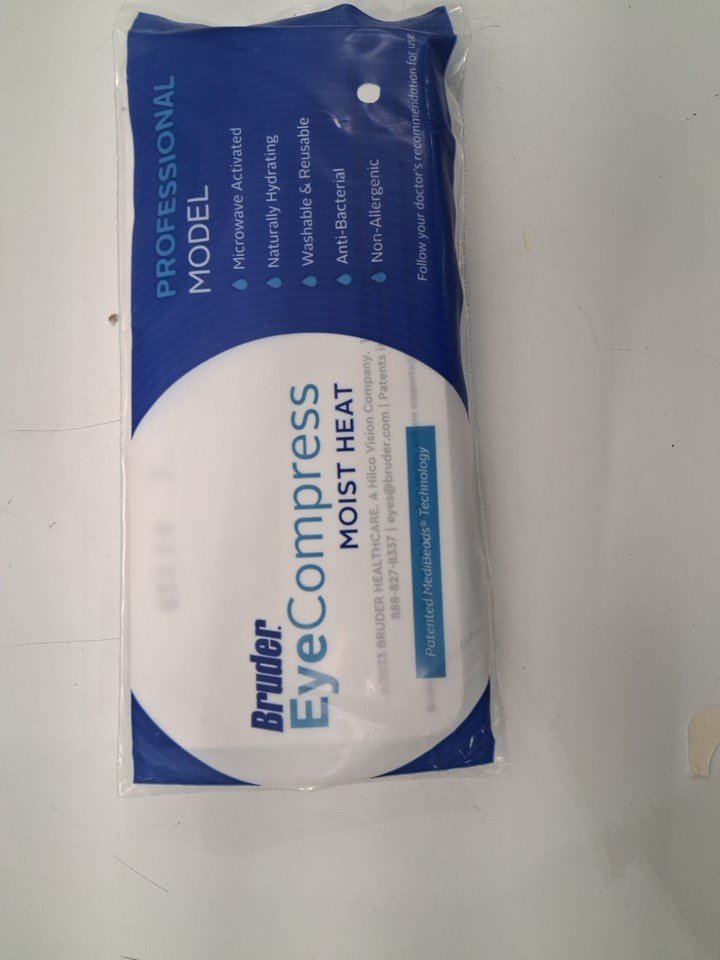 PROFESSIONAL
MODEL
Microwave Activated
Naturally Hydrating
Washable & Reusable
Anti-Bacterial
Non-Allergenic
Follow your doctor's recommendation for use
Bruder
EyeCompress
MOIST HEAT
© 2023 BRUDER HEALTHCARE. A Hilco Vision Company.
888-827-8337 | eyes@bruder.com | Patents
Patented MediBeads® Technology